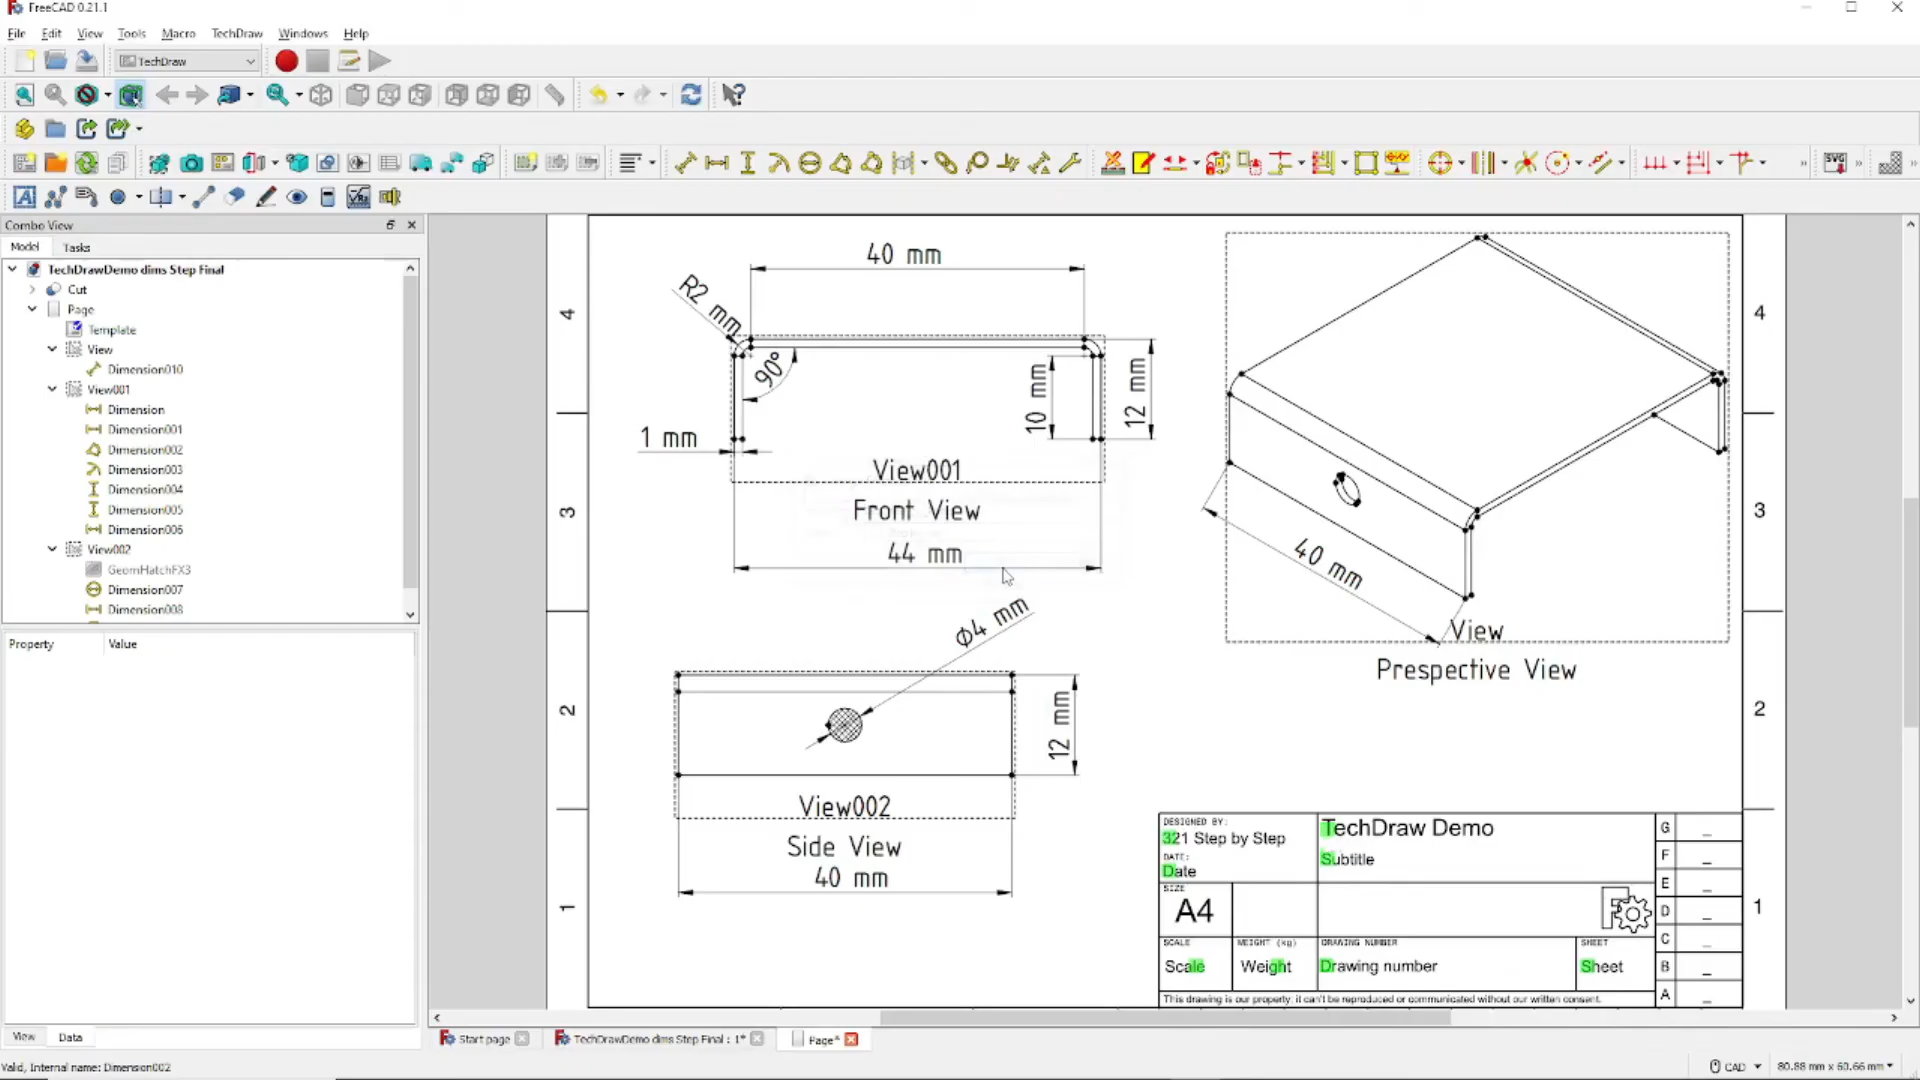 FreeCAD 0.21.1
File Edit View Tools Macro TechDraw Windows Help
TechDraw
SVG
Combo View
Model Tasks
TechDrawDemo dims Step Final
Cut
Page
Template
View
Dimension010
View001
Dimension
Dimension001
Dimension002
Dimension003
Dimension004
Dimension005
Dimension006
View002
GeomHatchFX3
Dimension007
Dimension008
Property Value
View Data
4
3
2
1
40 mm
R2 mm
90°
10 mm
12 mm
1 mm
View001
Front View
44 mm
Φ4 mm
12 mm
View002
Side View
40 mm
40 mm
View
Prespective View
4
3
2
1
DESIGNED BY:
321 Step by Step
DATE:
Date
TechDraw Demo
Subtitle
SIZE
A4
SCALE
Scale
WEIGHT (kg)
Weight
DRAWING NUMBER
Drawing number
SHEET
Sheet
G _
F _
E _
D _
C _
B _
A _
This drawing is our property; it can't be reproduced or communicated without our written consent.
Start page TechDrawDemo dims Step Final : 1* Page*
Valid, Internal name: Dimension002
CAD 80.88 mm x 60.66 mm